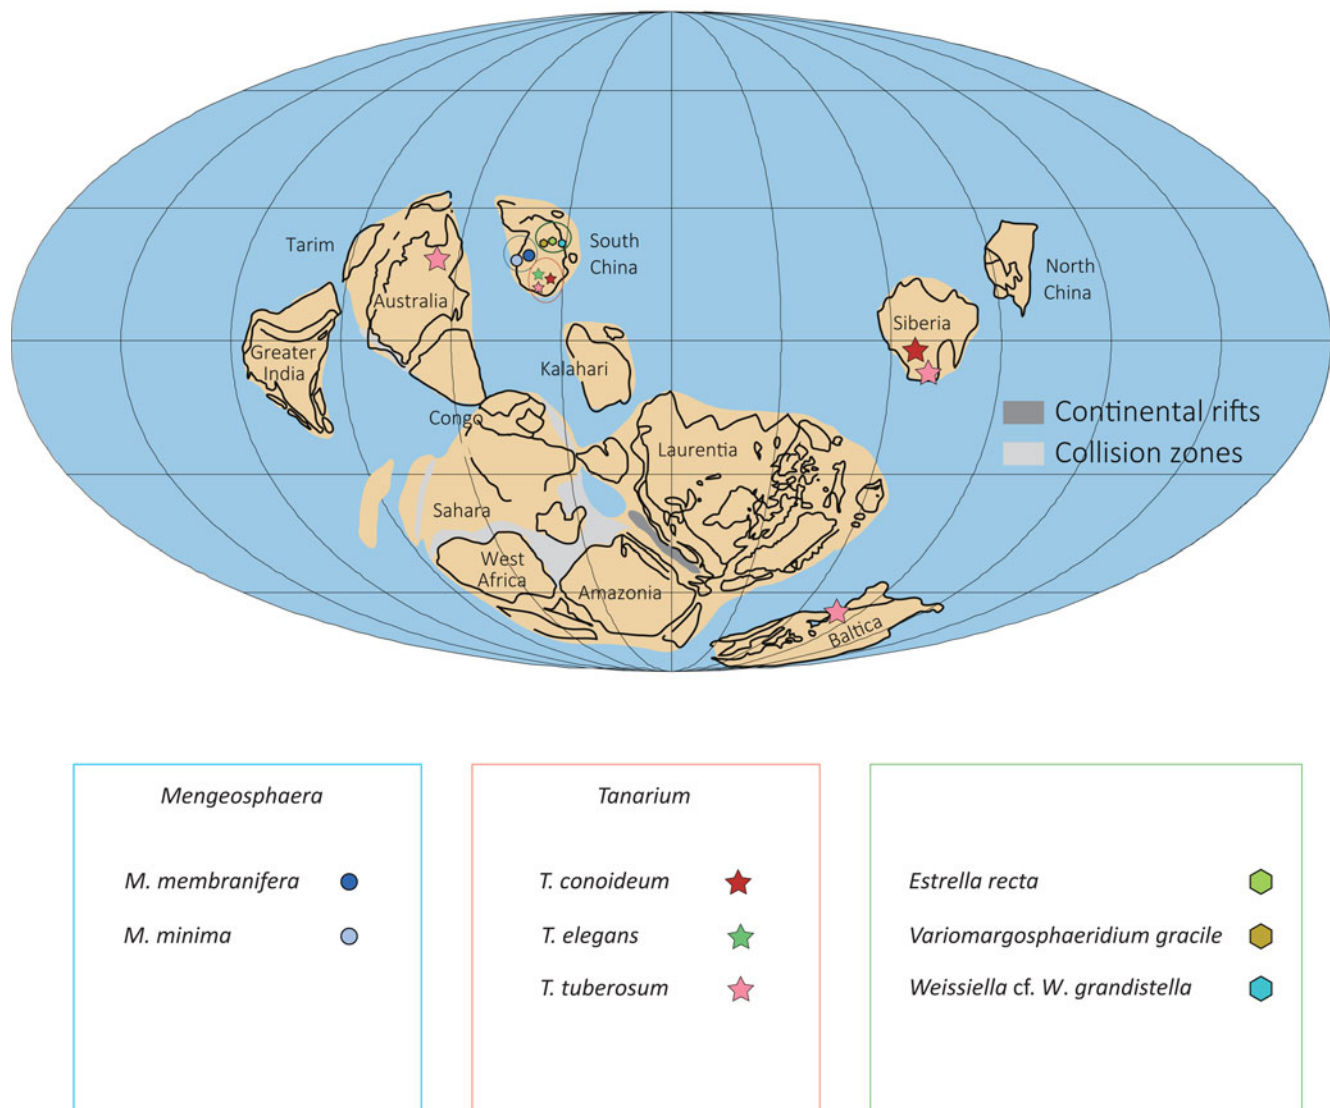 Tarim
South
China
North
China
Australia
Siberia
Greater
India
Kalahari
Congo
Continental rifts
Collision zones
Laurentia
Sahara
West
Africa
Amazonia
Baltica
Mengeosphaera
M. membranifera
M. minima
Tanarium
T. conoideum
T. elegans
T. tuberosum
Estrella recta
Variomargosphaeridium gracile
Weissiella cf. W. grandistella